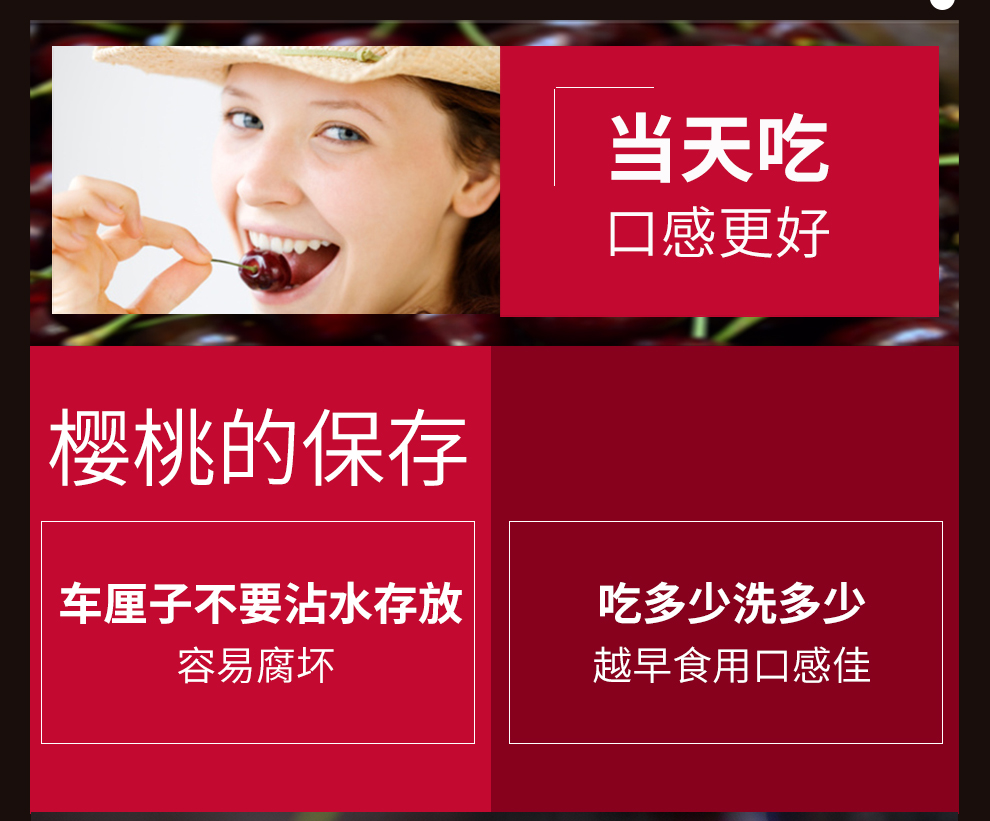 当天吃
口感更好
樱桃的保存
车厘子不要沾水存放
容易腐坏
吃多少洗多少
越早食用口感佳